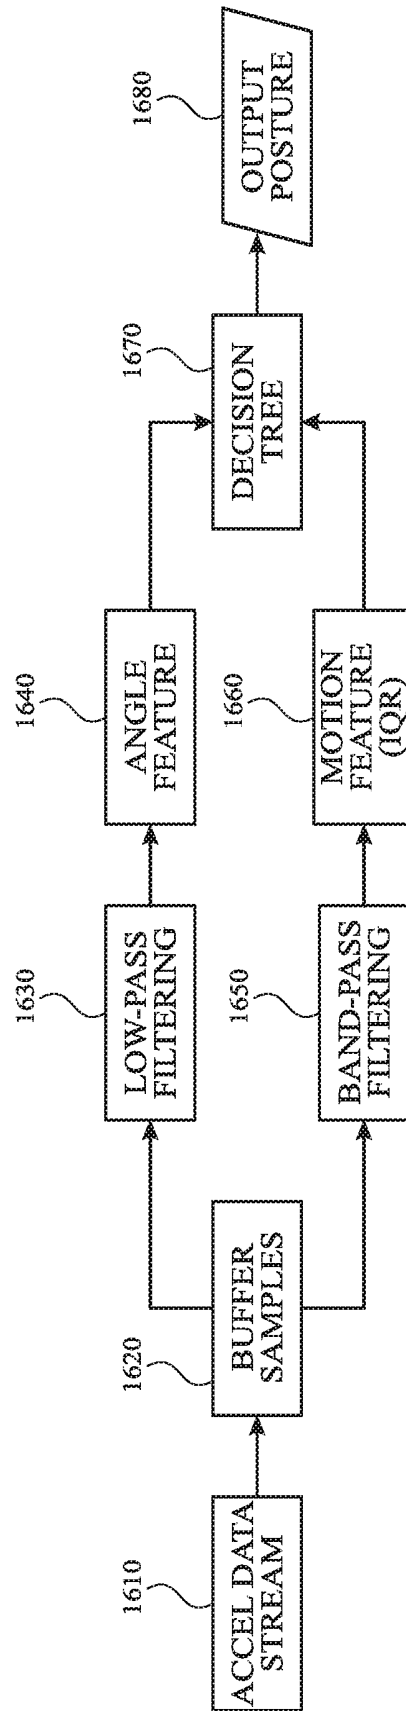 1610
ACCEL DATA
STREAM
1620
BUFFER
SAMPLES
1630
LOW-PASS
FILTERING
1640
ANGLE
FEATURE
1650
BAND-PASS
FILTERING
1660
MOTION
FEATURE
(IQR)
1670
DECISION
TREE
1680
OUTPUT
POSTURE